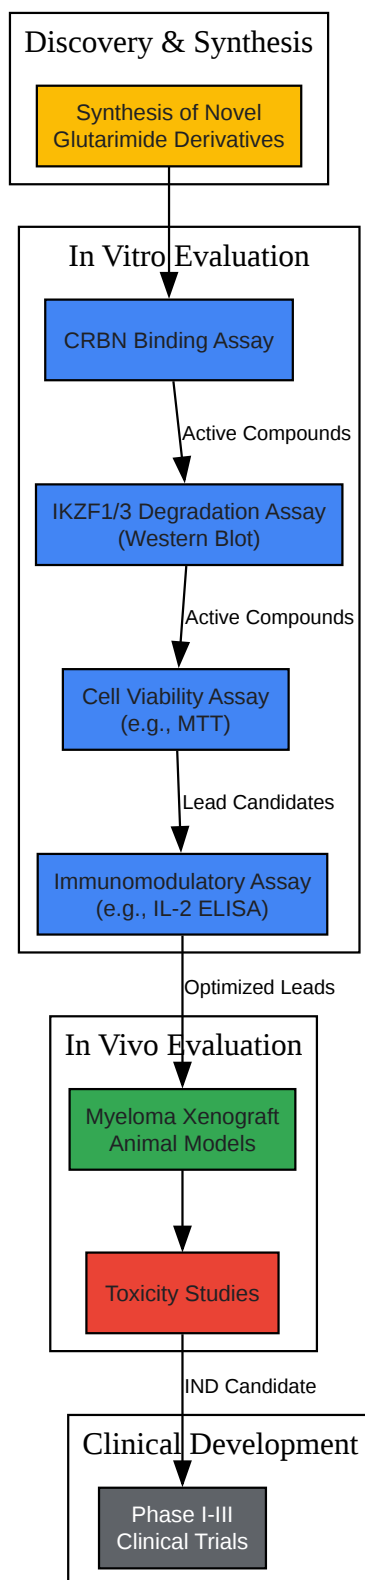 Discovery & Synthesis
Synthesis of Novel
Glutarimide Derivatives
In Vitro Evaluation
CRBN Binding Assay
Active Compounds
IKZF1/3 Degradation Assay
(Western Blot)
Active Compounds
Cell Viability Assay
(e.g., MTT)
Lead Candidates
Immunomodulatory Assay
(e.g., IL-2 ELISA)
Optimized Leads
In Vivo Evaluation
Myeloma Xenograft
Animal Models
Toxicity Studies
IND Candidate
Clinical Development
Phase I-III
Clinical Trials